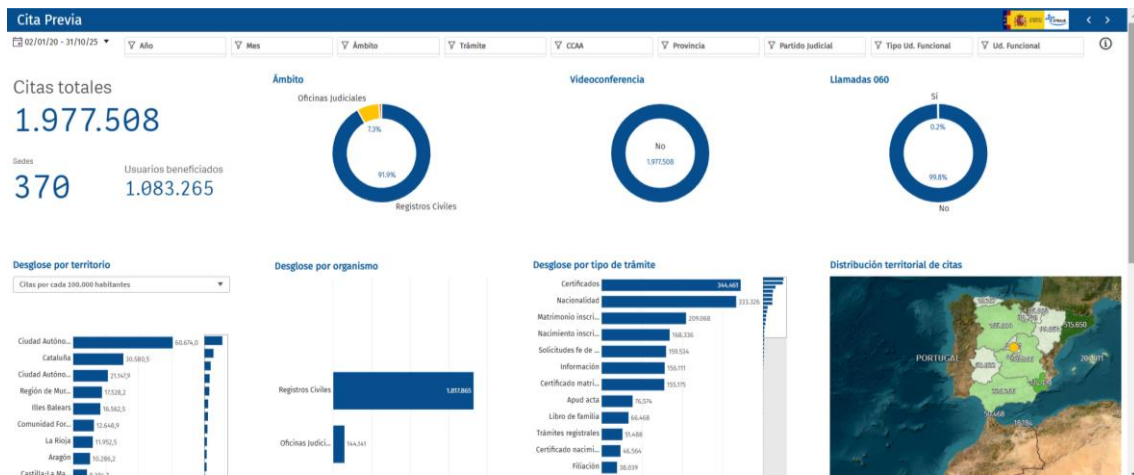 Cita Previa
02/01/20 - 31/10/25
Año
Mes
Ámbito
Trámite
CCAA
Provincia
Partido Judicial
Tipo Ud. Funcional
Ud. Funcional
Citas totales
1.977.508
Sedes
370
Usuarios beneficiados
1.083.265
Ámbito
Oficinas Judiciales
7.3%
91.9%
Registros Civiles
Videoconferencia
No
1.977.508
Llamadas 060
Sí
0.2%
99.8%
No
Desglose por territorio
Citas por cada 100.000 habitantes
Ciudad Autóno... 60.674,0
Cataluña 30.580,5
Ciudad Autóno... 21.147,9
Región de Mur... 17.528,2
Illes Balears 16.562,5
Comunidad For... 12.648,9
La Rioja 11.952,5
Aragón 10.286,2
Castilla-La Ma...
Desglose por organismo
Registros Civiles 1.817.865
Oficinas Judici... 144.141
Desglose por tipo de trámite
Certificados 344.461
Nacionalidad 333.326
Matrimonio inscri... 209.068
Nacimiento inscri... 168.336
Solicitudes fe de ... 159.534
Información 156.111
Certificado matri... 155.175
Apud acta 76.574
Libro de familia 66.468
Trámites registrales 51.488
Certificado nacimi... 46.564
Filiación 38.039
Distribución territorial de citas
PORTUGAL
515.650
50.468